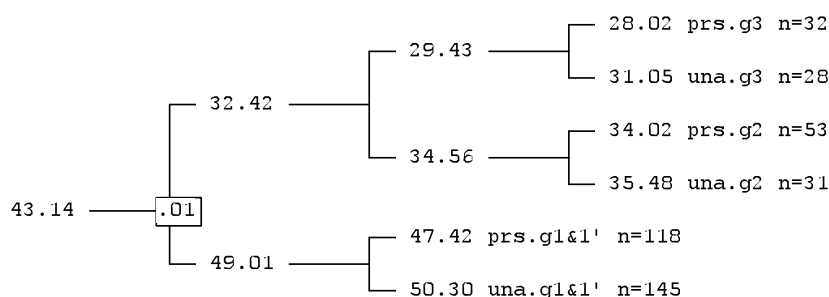 28.02 prs.g3 n=32
29.43
31.05 una.g3 n=28
32.42
34.02 prs.g2 n=53
34.56
35.48 una.g2 n=31
43.14
.01
47.42 prs.g1&1' n=118
49.01
50.30 una.g1&1' n=145